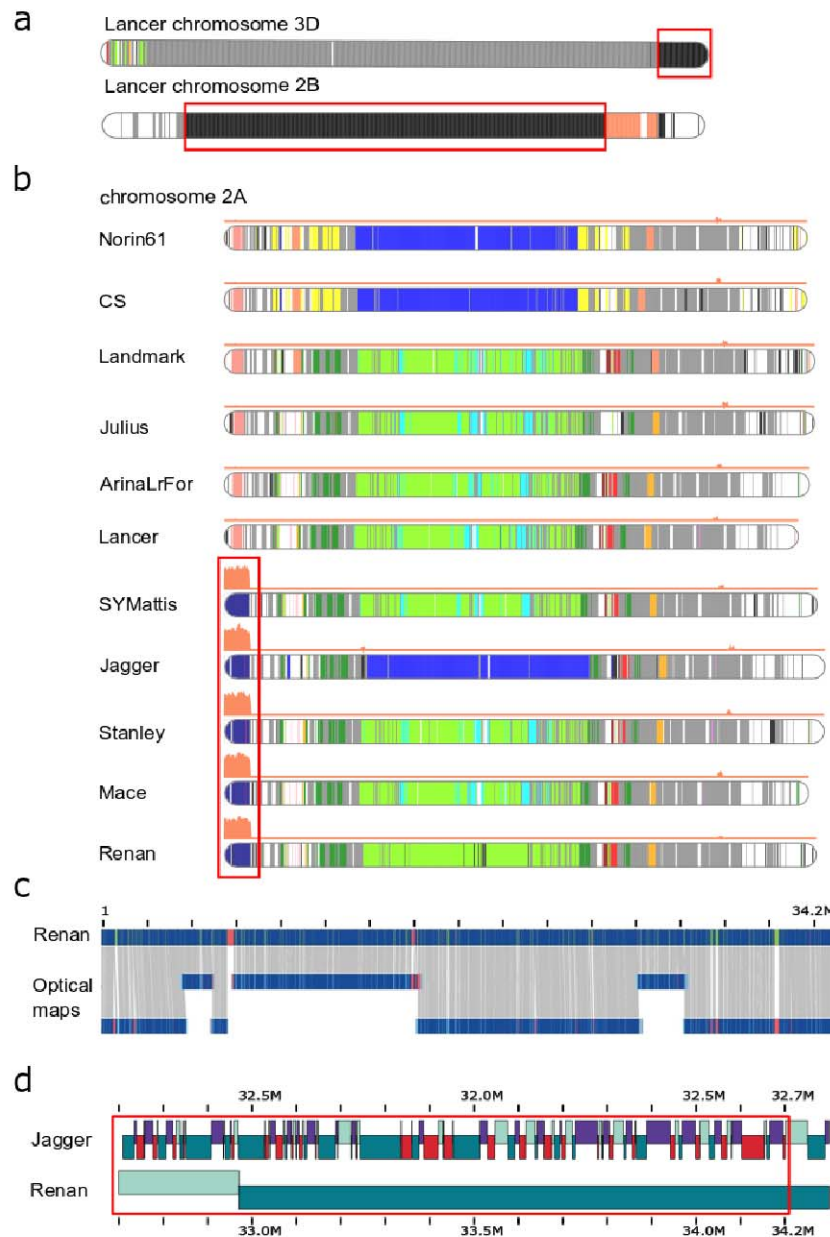 a
Lancer chromosome 3D
Lancer chromosome 2B
b
chromosome 2A
Norin61
CS
Landmark
Julius
ArinaLrFor
Lancer
SYMattis
Jagger
Stanley
Mace
Renan
c
1 34.2M
Renan
Optical
maps
d
32.5M 32.0M 32.5M 32.7M
Jagger
Renan
33.0M 33.5M 34.0M 34.2M